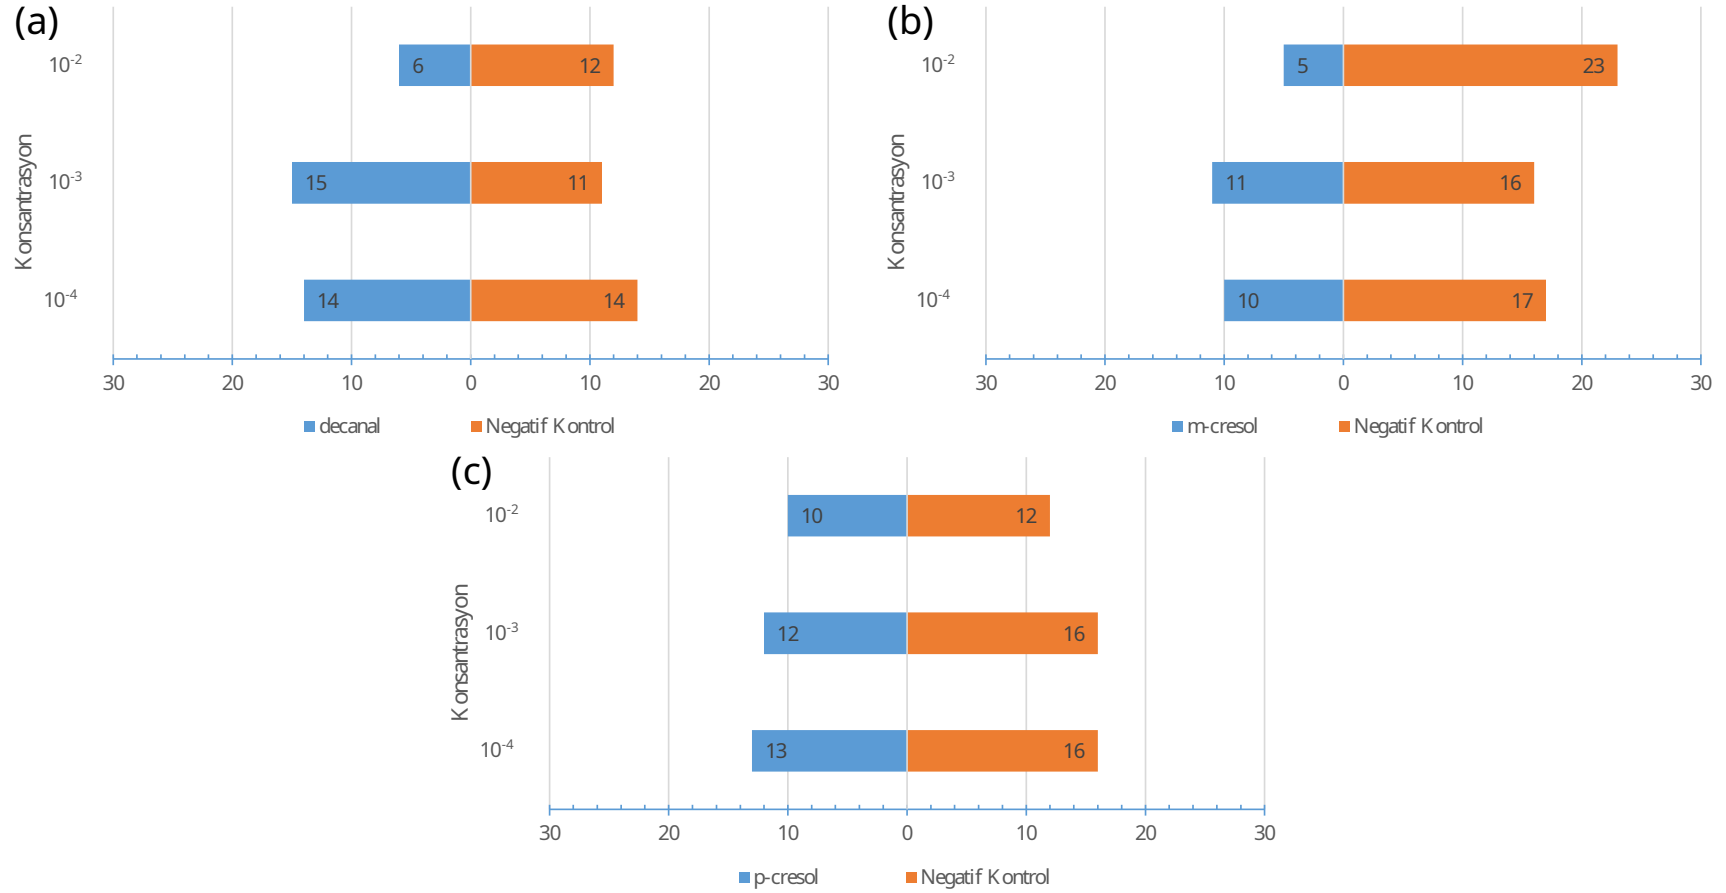 (a)
10-2
6 12
Konsantrasyon
10-3
15 11
10-4
14 14
30 20 10 0 10 20 30
decanal Negatif Kontrol
(b)
10-2
5 23
Konsantrasyon
10-3
11 16
10-4
10 17
30 20 10 0 10 20 30
m-cresol Negatif Kontrol
(c)
10-2
10 12
Konsantrasyon
10-3
12 16
10-4
13 16
30 20 10 0 10 20 30
p-cresol Negatif Kontrol